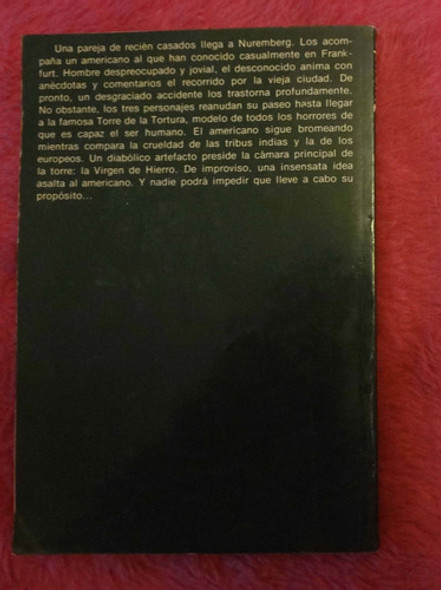 Una pareja de recién casados llega a Nuremberg. Los acom-
paña un americano al que han conocido casualmente en Frank-
furt. Hombre despreocupado y jovial, el desconocido anima con
anécdotas y comentarios el recorrido por la vieja ciudad. De
pronto, un desgraciado accidente los trastorna profundamente.
No obstante, los tres personajes reanudan su paseo hasta llegar
a la famosa Torre de la Tortura, modelo de todos los horrores de
que es capaz el ser humano. El americano sigue bromeando
mientras compara la crueldad de las tribus indias y la de los
europeos. Un diabólico artefacto preside la cámara principal de
la torre: la Virgen de Hierro. De improviso, una insensata idea
asalta al americano. Y nadie podrá impedir que lleve a cabo su
propósito...